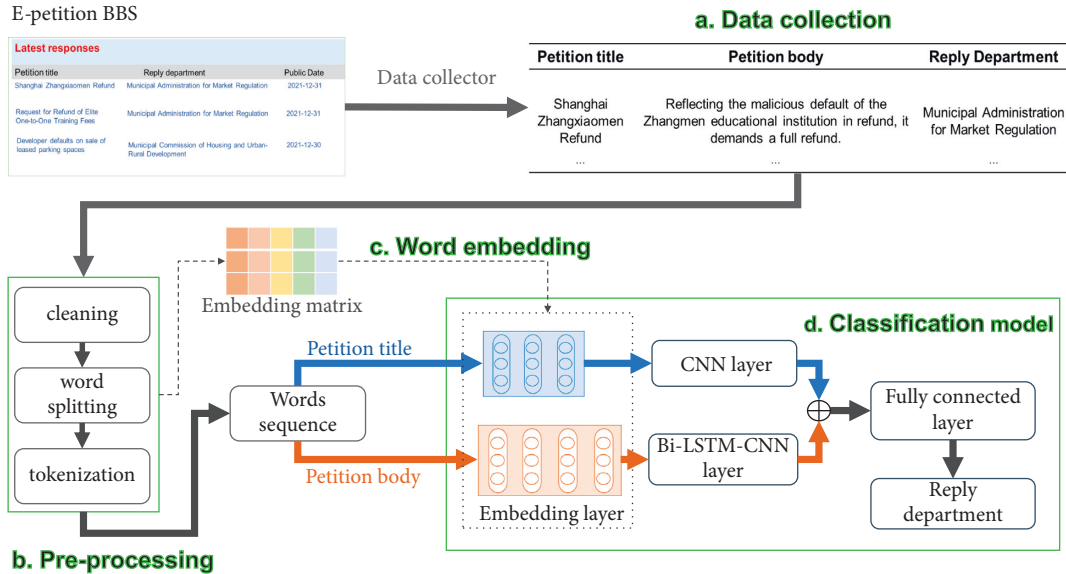 E-petition BBS
Latest responses
Petition title Reply department Public Date
Shanghai Zhangxiaomen Refund Municipal Administration for Market Regulation 2021-12-31
Request for Refund of Elite
One-to-One Training Fees
Municipal Administration for Market Regulation 2021-12-31
Developer defaults on sale of
leased parking spaces
Municipal Commission of Housing and Urban-
Rural Development
2021-12-30
Data collector
a. Data collection
Petition title Petition body Reply Department
Shanghai
Zhangxiaomen
Refund
Reflecting the malicious default of the
Zhangmen educational institution in refund, it
demands a full refund.
Municipal Administration
for Market Regulation
... ... ...
c. Word embedding
Embedding matrix
cleaning
word
splitting
tokenization
b. Pre-processing
Words
sequence
Petition title
Petition body
Embedding layer
d. Classification model
CNN layer
Bi-LSTM-CNN
layer
Fully connected
layer
Reply
department